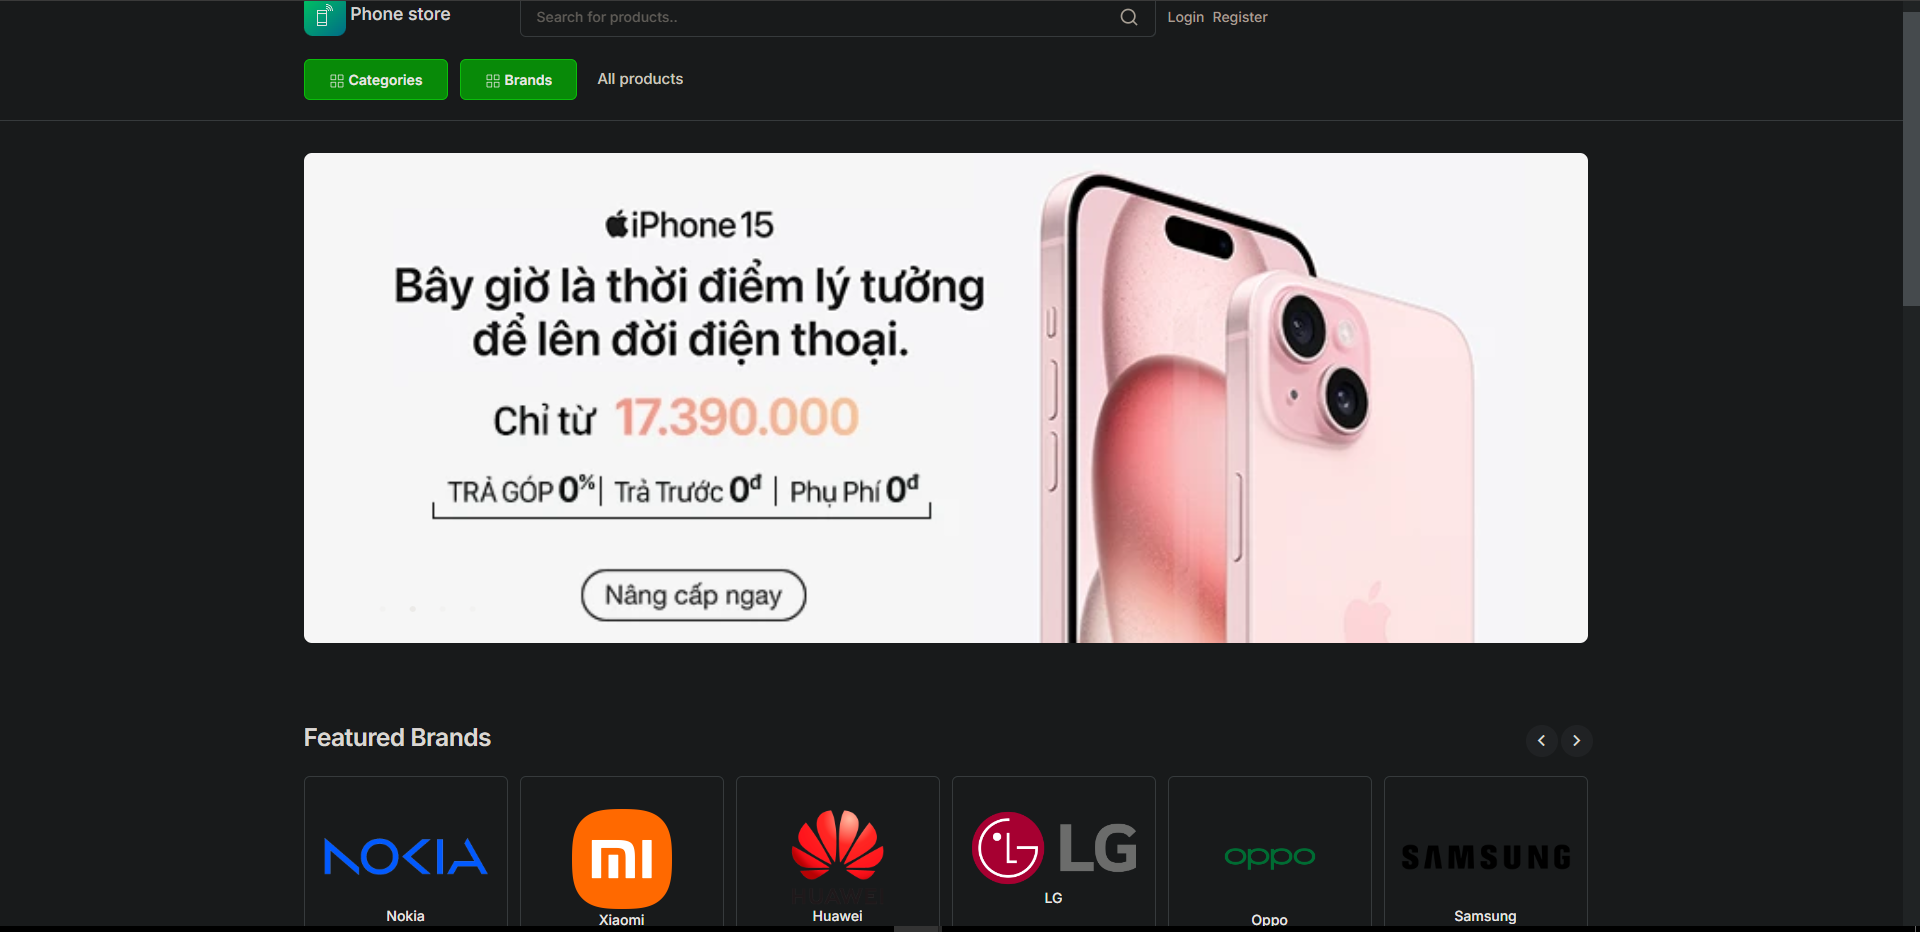 Phone store
Search for products..
Login Register
Categories
Brands
All products
iPhone 15
Bây giờ là thời điểm lý tưởng
để lên đời điện thoại.
Chỉ từ 17.390.000
TRẢ GÓP 0% | Trả Trước 0đ | Phụ Phí 0đ
Nâng cấp ngay
Featured Brands
NOKIA
mi
HUAWEI
LG
oppo
SAMSUNG
Nokia
Xiaomi
Huawei
LG
Oppo
Samsung